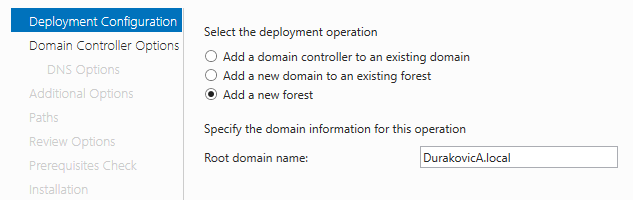 Deployment Configuration
Domain Controller Options
DNS Options
Additional Options
Paths
Review Options
Prerequisites Check
Installation
Select the deployment operation
Add a domain controller to an existing domain
Add a new domain to an existing forest
Add a new forest
Specify the domain information for this operation
Root domain name: DurakovicA.local